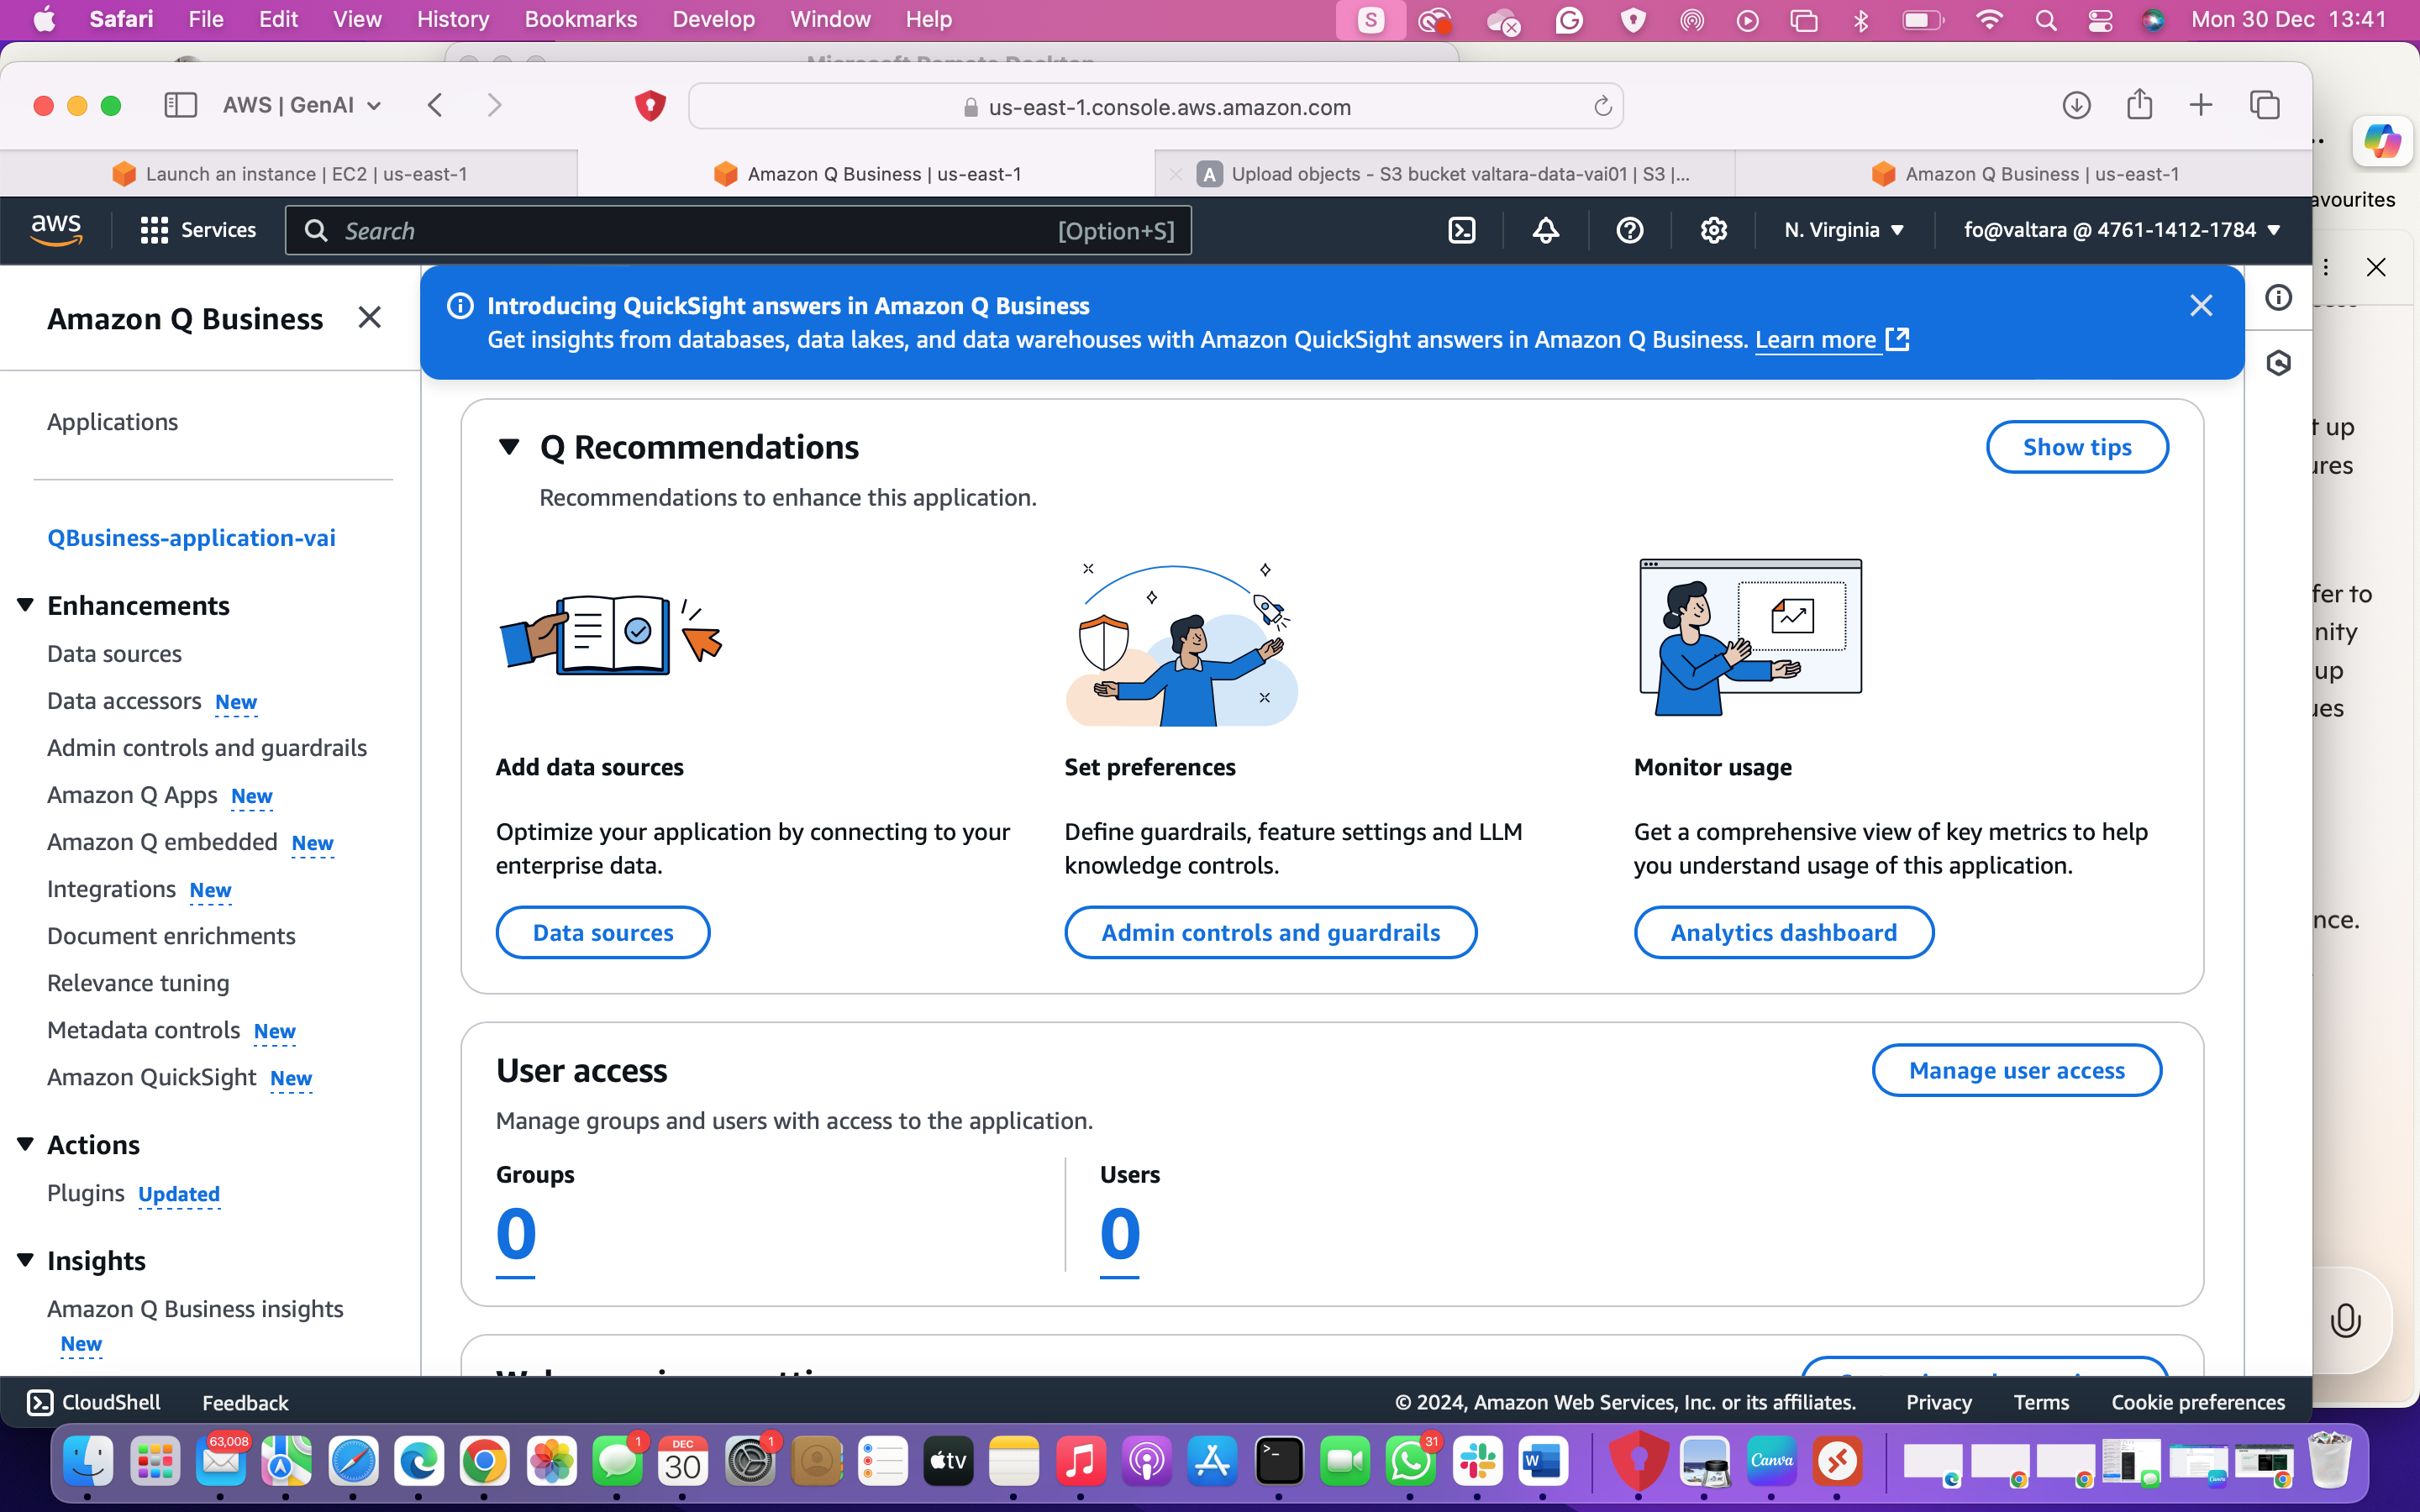 Safari File Edit View History Bookmarks Develop Window Help
S
Mon 30 Dec 13:41
AWS | GenAI
us-east-1.console.aws.amazon.com
Launch an instance | EC2 | us-east-1
Amazon Q Business | us-east-1
A Upload objects - S3 bucket valtara-data-vai01 | S3 |...
Amazon Q Business | us-east-1
avourites
aws
Services
Search [Option+S]
N. Virginia
fo@valtara @ 4761-1412-1784
Amazon Q Business
Applications
QBusiness-application-vai
Enhancements
Data sources
Data accessors New
Admin controls and guardrails
Amazon Q Apps New
Amazon Q embedded New
Integrations New
Document enrichments
Relevance tuning
Metadata controls New
Amazon QuickSight New
Actions
Plugins Updated
Insights
Amazon Q Business insights
New
Introducing QuickSight answers in Amazon Q Business
Get insights from databases, data lakes, and data warehouses with Amazon QuickSight answers in Amazon Q Business. Learn more
Q Recommendations
Show tips
Recommendations to enhance this application.
Add data sources
Optimize your application by connecting to your
enterprise data.
Data sources
Set preferences
Define guardrails, feature settings and LLM
knowledge controls.
Admin controls and guardrails
Monitor usage
Get a comprehensive view of key metrics to help
you understand usage of this application.
Analytics dashboard
User access
Manage user access
Manage groups and users with access to the application.
Groups
0
Users
0
t up
ures
fer to
nity
up
ues
nce.
CloudShell Feedback
© 2024, Amazon Web Services, Inc. or its affiliates. Privacy Terms Cookie preferences
63,008
1
DEC
30
1
tv
31
W
Canva